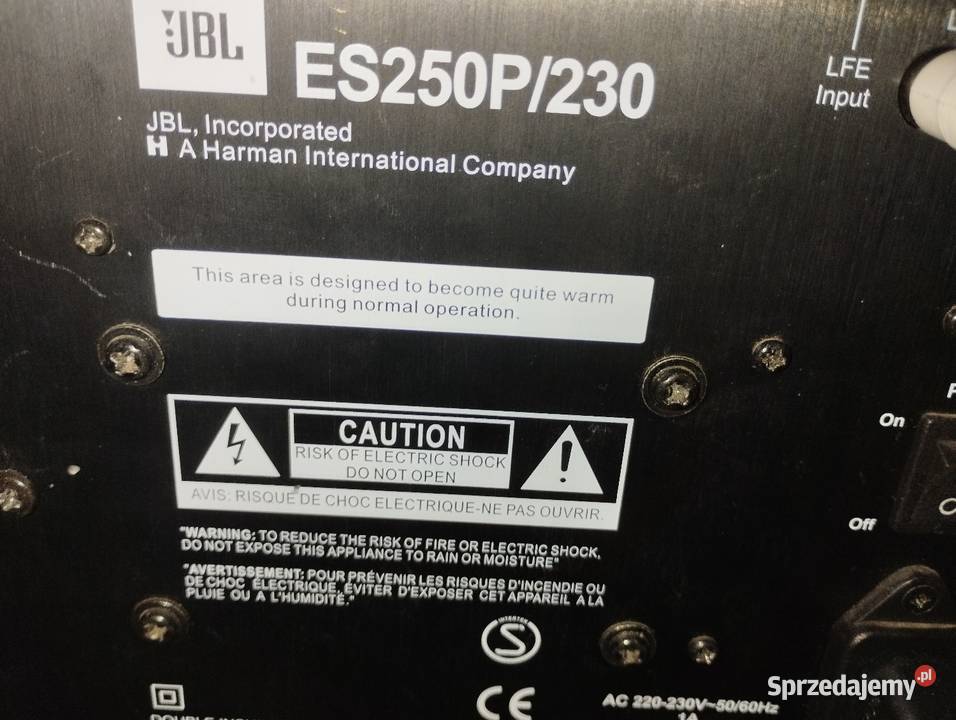 JBL
ES250P/230
LFE
Input
JBL, Incorporated
H A Harman International Company
This area is designed to become quite warm
during normal operation.
CAUTION
RISK OF ELECTRIC SHOCK
DO NOT OPEN
AVIS: RISQUE DE CHOC ELECTRIQUE-NE PAS OUVRIR.
On
Off
"WARNING: TO REDUCE THE RISK OF FIRE OR ELECTRIC SHOCK,
DO NOT EXPOSE THIS APPLIANCE TO RAIN OR MOISTURE"
"AVERTISSEMENT: POUR PRÉVENIR LES RISQUES D'INCENDIE OU
DE CHOC ÉLECTRIQUE, ÉVITER D'EXPOSER CET APPAREIL A LA
PLUIE OU A L'HUMIDITÉ."
INTERTEK
S
CE
AC 220-230V~50/60Hz
1A
Sprzedajemy.pl